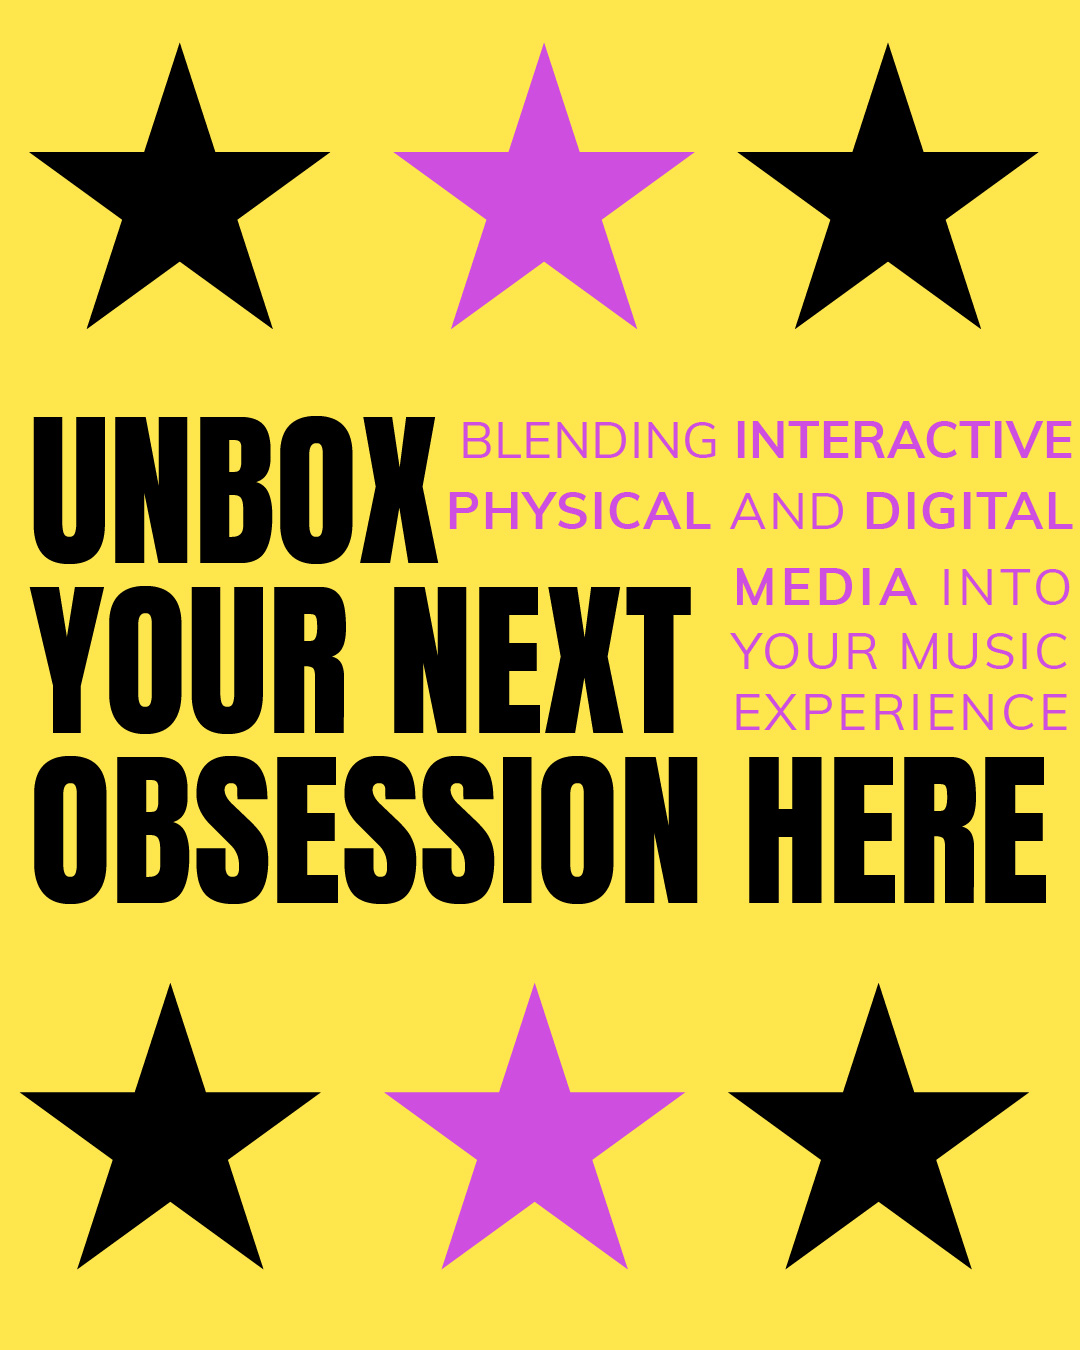 UNBOX
YOUR NEXT
OBSESSION HERE
BLENDING INTERACTIVE
PHYSICAL AND DIGITAL
MEDIA INTO
YOUR MUSIC
EXPERIENCE